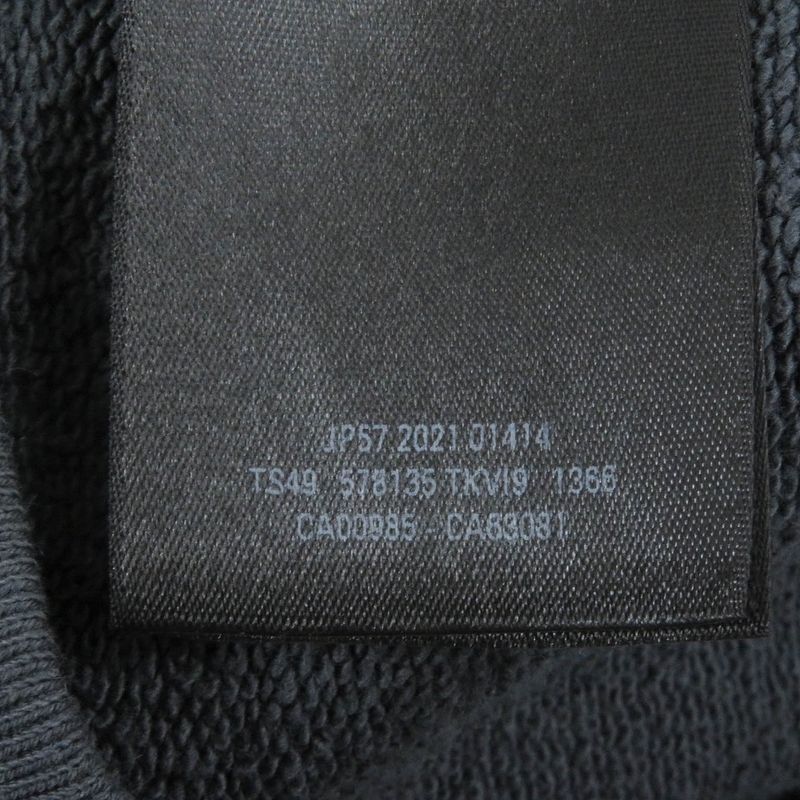 JP57 2021 01414
TS49 578135 TKVI9 1366
CA00985 - CA63081